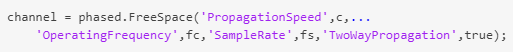 channel = phased.FreeSpace('PropagationSpeed',c,...
'OperatingFrequency',fc,'SampleRate',fs,'TwoWayPropagation',true);